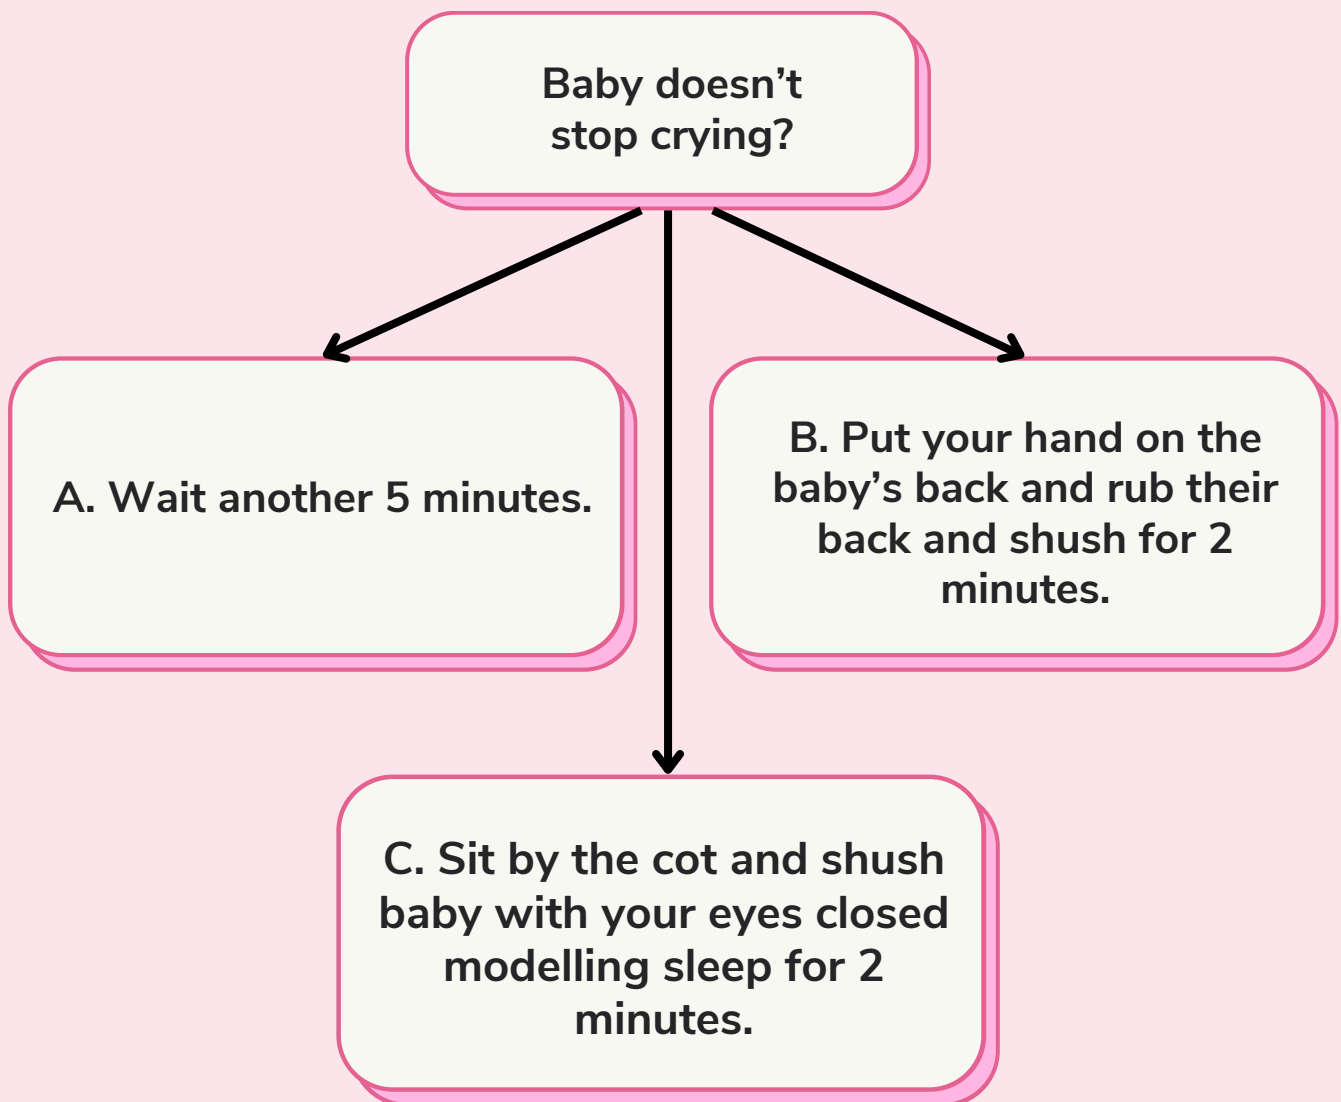 Baby doesn’t
stop crying?
A. Wait another 5 minutes.
B. Put your hand on the
baby’s back and rub their
back and shush for 2
minutes.
C. Sit by the cot and shush
baby with your eyes closed
modelling sleep for 2
minutes.